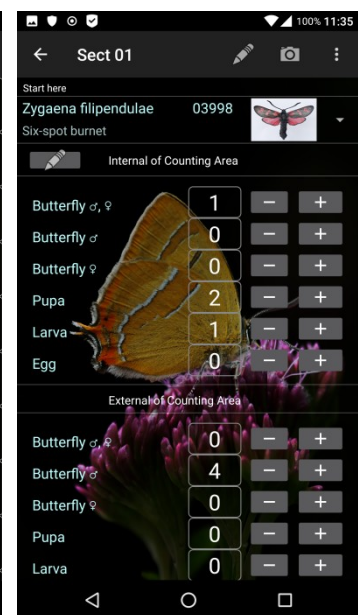 100% 11:35
Sect 01
Start here
Zygaena filipendulae 03998
Six-spot burnet
Internal of Counting Area
Butterfly ♂, ♀ 1 − +
Butterfly ♂ 0 − +
Butterfly ♀ 0 − +
Pupa 2 − +
Larva 1 − +
Egg 0 − +
External of Counting Area
Butterfly ♂, ♀ 0 − +
Butterfly ♂ 4 − +
Butterfly ♀ 0 − +
Pupa 0 − +
Larva 0 − +